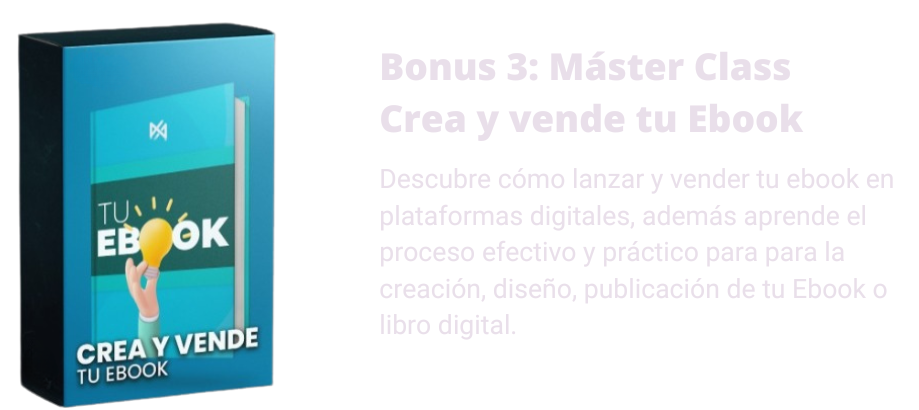 TU
EBOOK
CREA Y VENDE
TU EBOOK
Bonus 3: Máster Class
Crea y vende tu Ebook
Descubre cómo lanzar y vender tu ebook en
plataformas digitales, además aprende el
proceso efectivo y práctico para para la
creación, diseño, publicación de tu Ebook o
libro digital.